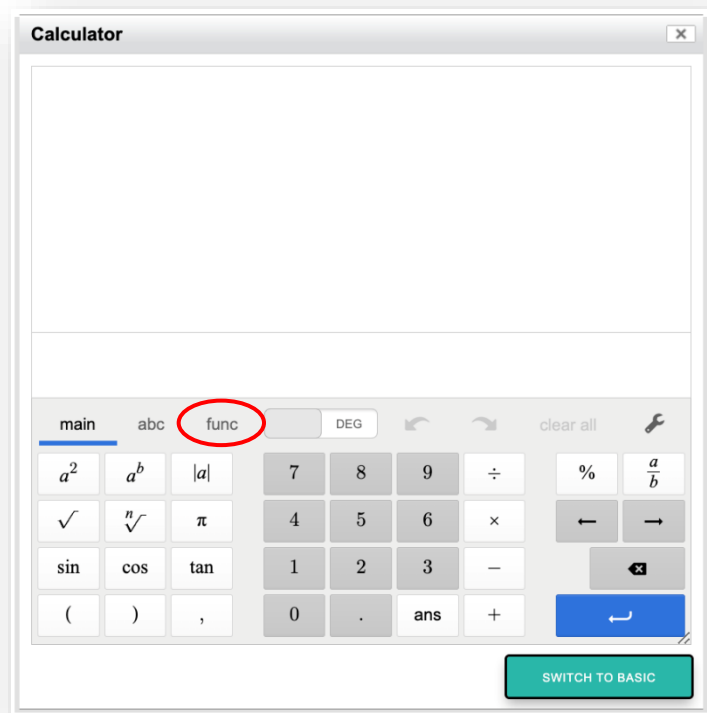 Calculator
main abc func DEG clear all
a² aᵇ |a| 7 8 9 ÷ % a/b
√ ⁿ√ π 4 5 6 × ← →
sin cos tan 1 2 3 −
( ) , 0 . ans +
SWITCH TO BASIC